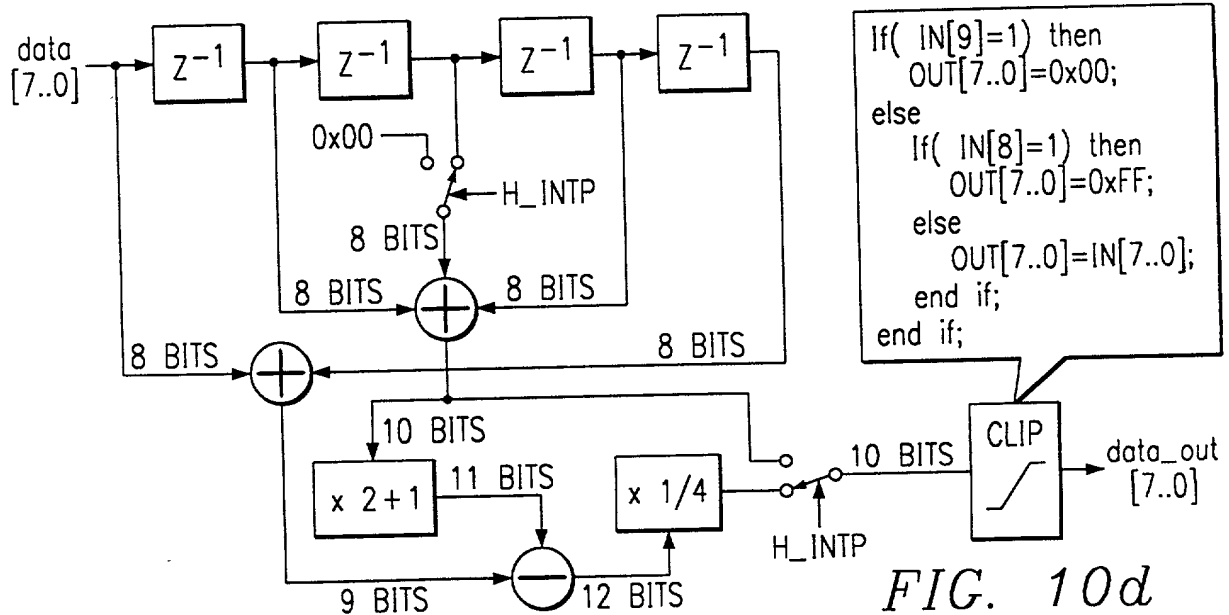 data
[7..0]
Z⁻¹
Z⁻¹
Z⁻¹
Z⁻¹
0x00
H_INTP
8 BITS
8 BITS
8 BITS
8 BITS
8 BITS
10 BITS
x 2+1
11 BITS
9 BITS
12 BITS
x 1/4
H_INTP
10 BITS
CLIP
data_out
[7..0]
If( IN[9]=1) then
OUT[7..0]=0x00;
else
If( IN[8]=1) then
OUT[7..0]=0xFF;
else
OUT[7..0]=IN[7..0];
end if;
end if;
FIG. 10d